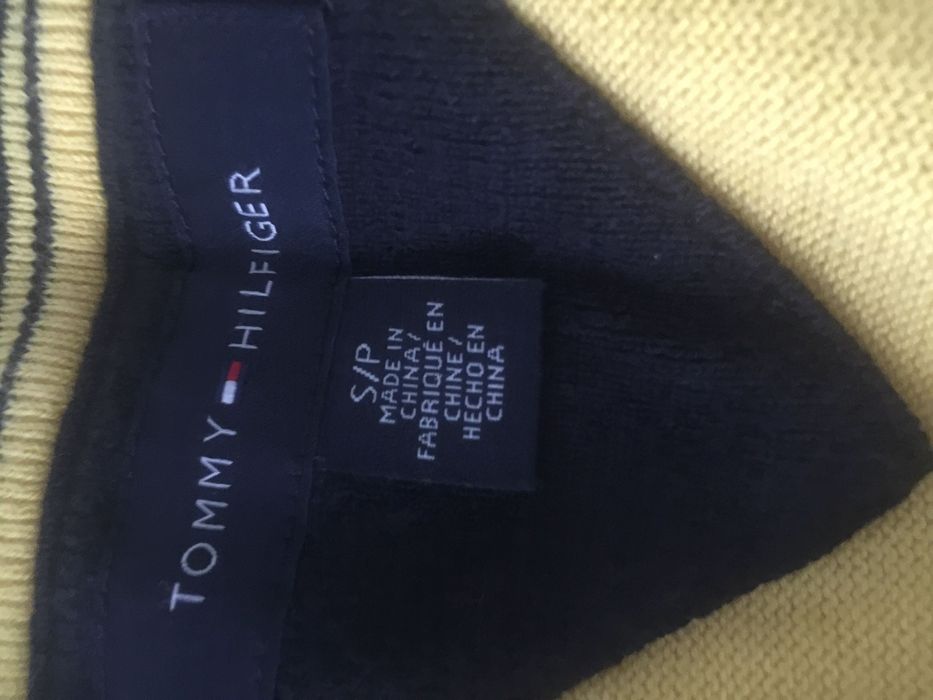 TOMMY HILFIGER
S/P
MADE IN
CHINA/
FABRIQUÉ EN
CHINE/
HECHO EN
CHINA